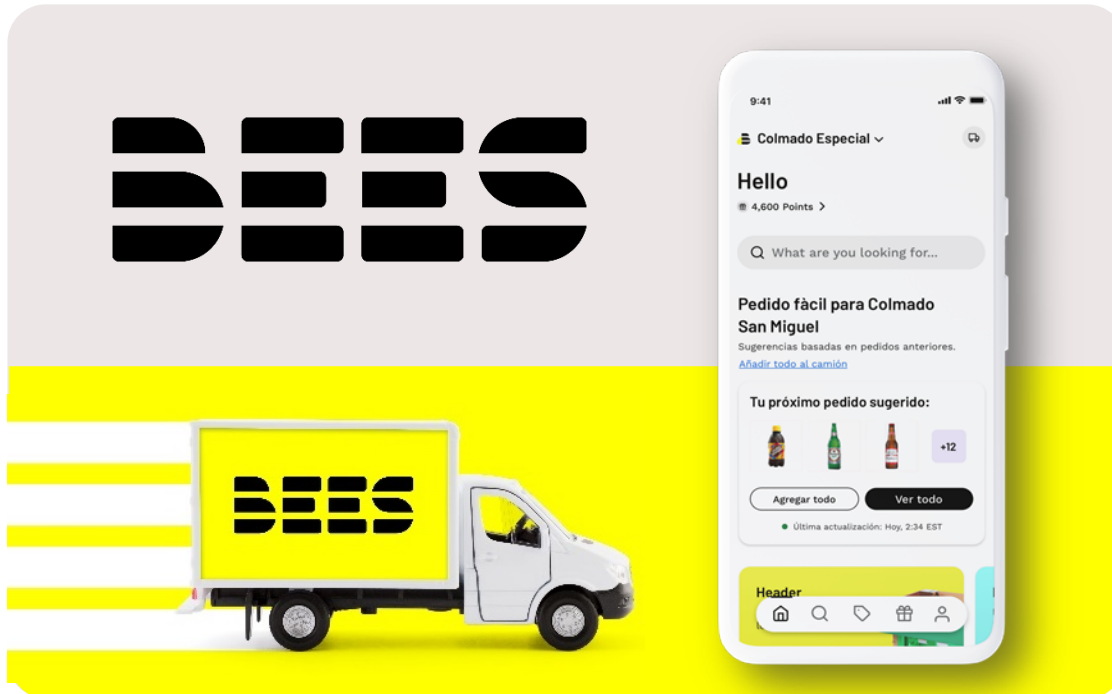 BEES
BEES
9:41
Colmado Especial
Hello
4,600 Points
What are you looking for...
Pedido fàcil para Colmado
San Miguel
Sugerencias basadas en pedidos anteriores.
Añadir todo al camión
Tu próximo pedido sugerido:
+12
Agregar todo
Ver todo
Última actualización: Hoy, 2:34 EST
Header